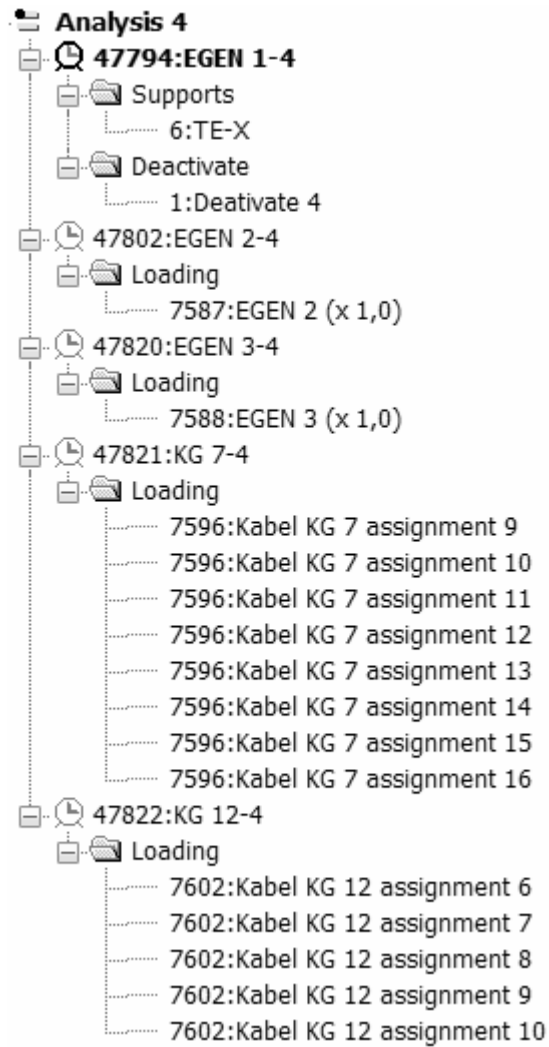 Analysis 4
47794:EGEN 1-4
Supports
6:TE-X
Deactivate
1:Deativate 4
47802:EGEN 2-4
Loading
7587:EGEN 2 (x 1,0)
47820:EGEN 3-4
Loading
7588:EGEN 3 (x 1,0)
47821:KG 7-4
Loading
7596:Kabel KG 7 assignment 9
7596:Kabel KG 7 assignment 10
7596:Kabel KG 7 assignment 11
7596:Kabel KG 7 assignment 12
7596:Kabel KG 7 assignment 13
7596:Kabel KG 7 assignment 14
7596:Kabel KG 7 assignment 15
7596:Kabel KG 7 assignment 16
47822:KG 12-4
Loading
7602:Kabel KG 12 assignment 6
7602:Kabel KG 12 assignment 7
7602:Kabel KG 12 assignment 8
7602:Kabel KG 12 assignment 9
7602:Kabel KG 12 assignment 10